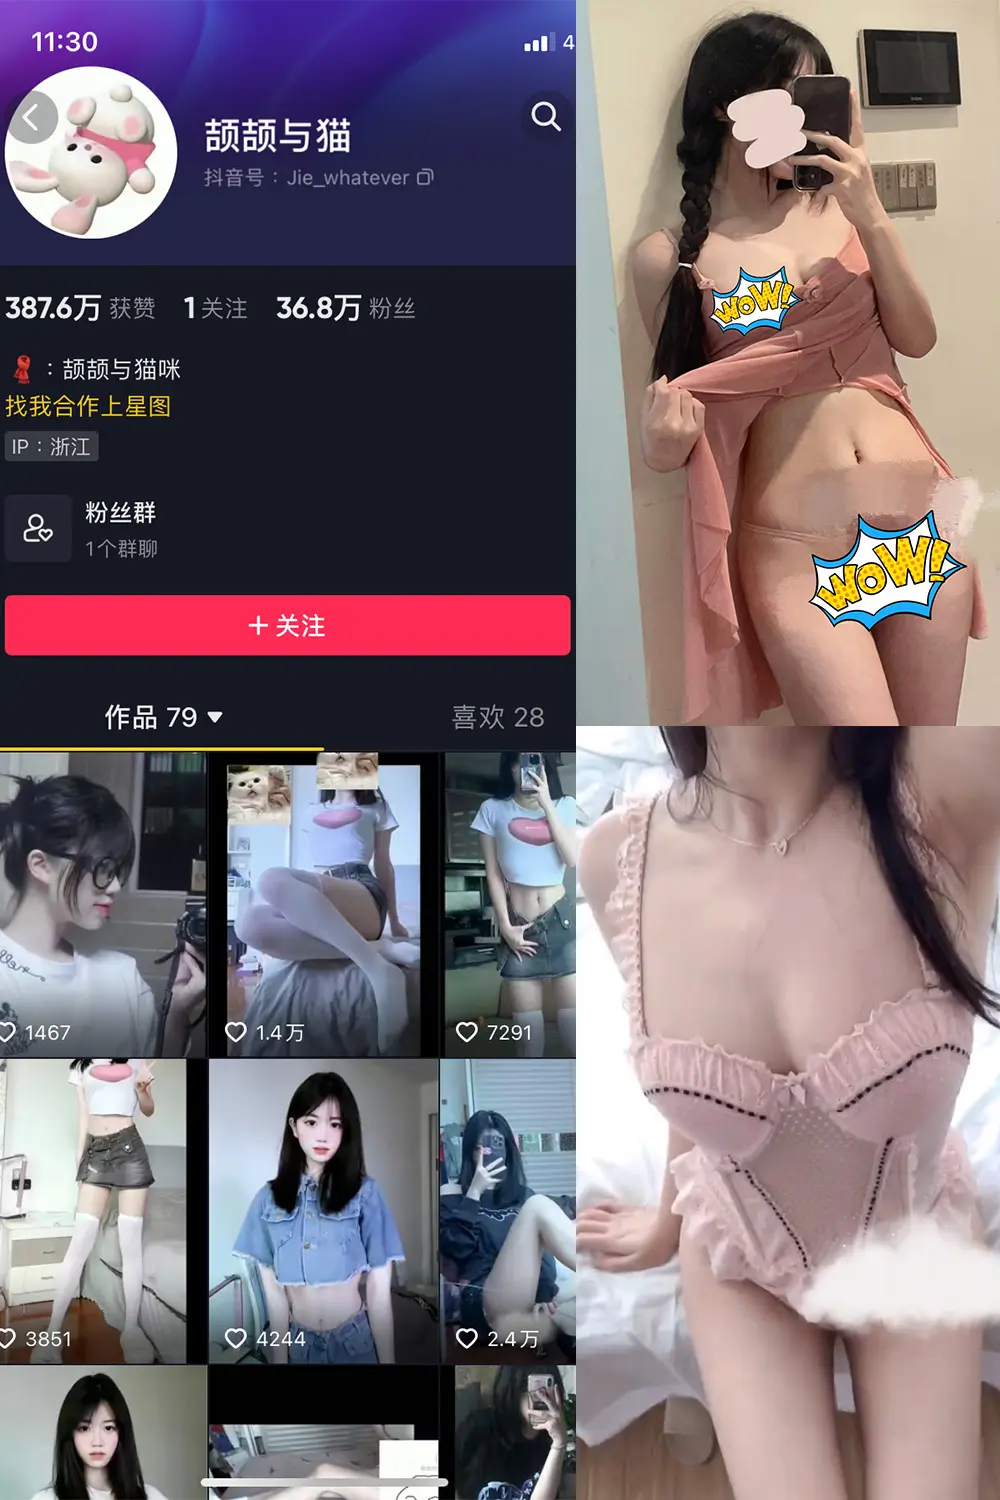 11:30
4
颉颉与猫
抖音号：Jie_whatever
387.6万 获赞 1 关注 36.8万 粉丝
：颉颉与猫咪
找我合作上星图
IP：浙江
粉丝群
1个群聊
+ 关注
作品 79
喜欢 28
1467
1.4万
7291
3851
4244
2.4万
WOW!
WOW!